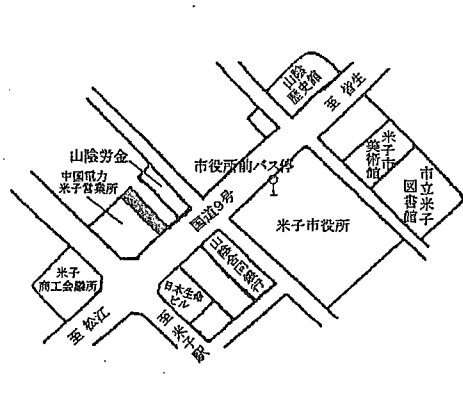 山陰
歴史館
至 皆生
米子市
美術館
市立米子
図書館
山陰労金
市役所前バス停
中国電力
米子営業所
国道9号
米子市役所
山陰合同銀行
米子
商工会議所
日本生命
ビル
至 松江
至 米子駅